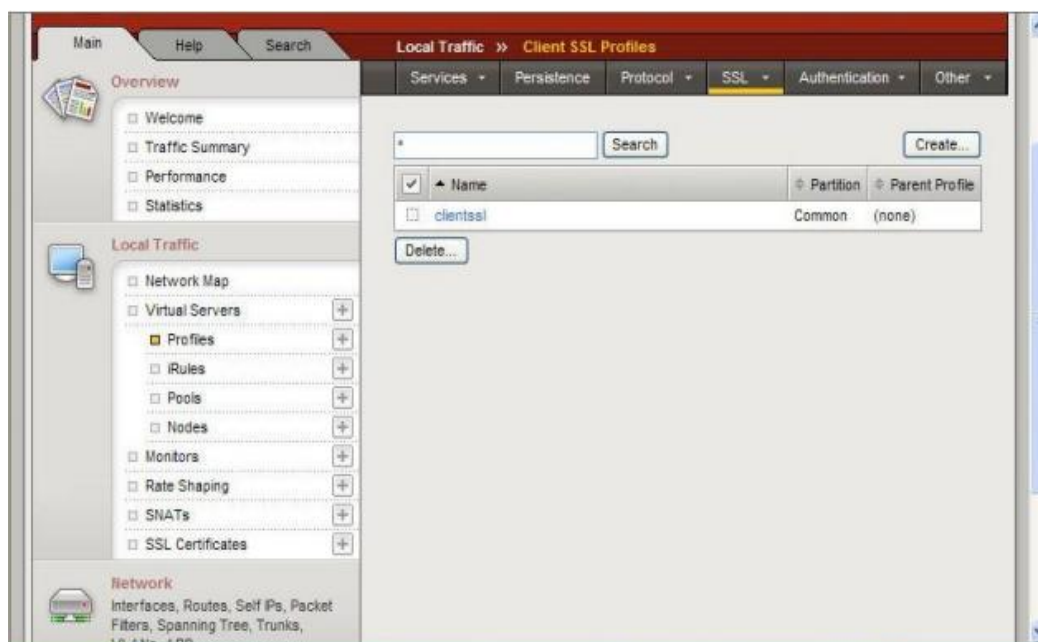 Main Help Search
Local Traffic » Client SSL Profiles
Services Persistence Protocol SSL Authentication Other
Overview
Welcome
Traffic Summary
Performance
Statistics
Local Traffic
Network Map
Virtual Servers
Profiles
iRules
Pools
Nodes
Monitors
Rate Shaping
SNATs
SSL Certificates
Network
Interfaces, Routes, Self IPs, Packet
Filters, Spanning Tree, Trunks,
* Search Create...
Name Partition Parent Profile
clientssl Common (none)
Delete...